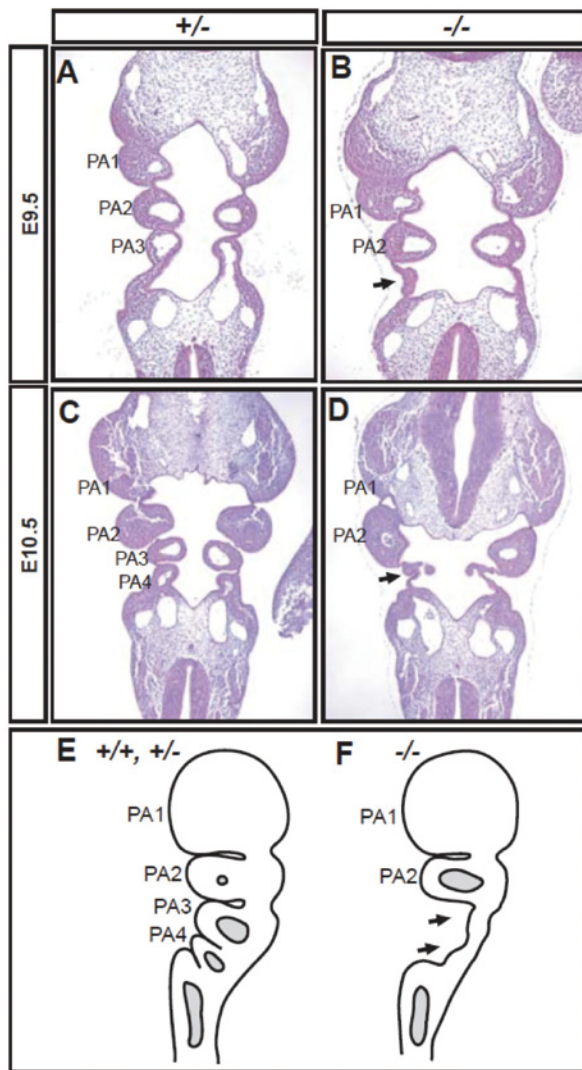 +/- -/-
E9.5
A
PA1
PA2
PA3
B
PA1
PA2
E10.5
C
PA1
PA2
PA3
PA4
D
PA1
PA2
E +/+, +/-
PA1
PA2
PA3
PA4
F -/-
PA1
PA2